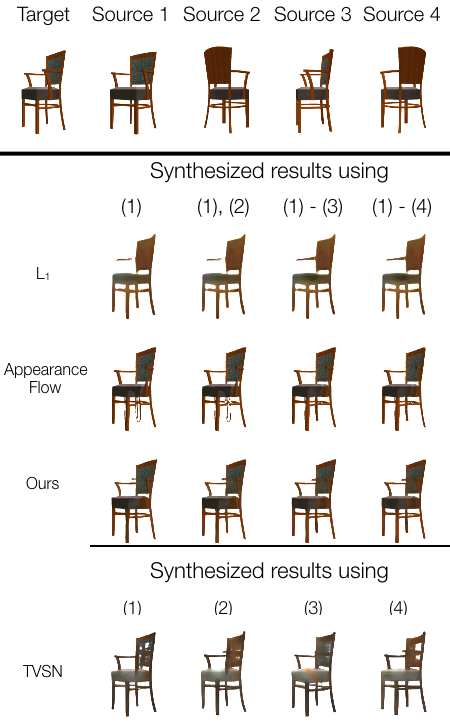 Target Source 1 Source 2 Source 3 Source 4
Synthesized results using
(1) (1), (2) (1) - (3) (1) - (4)
L₁
Appearance
Flow
Ours
Synthesized results using
(1) (2) (3) (4)
TVSN